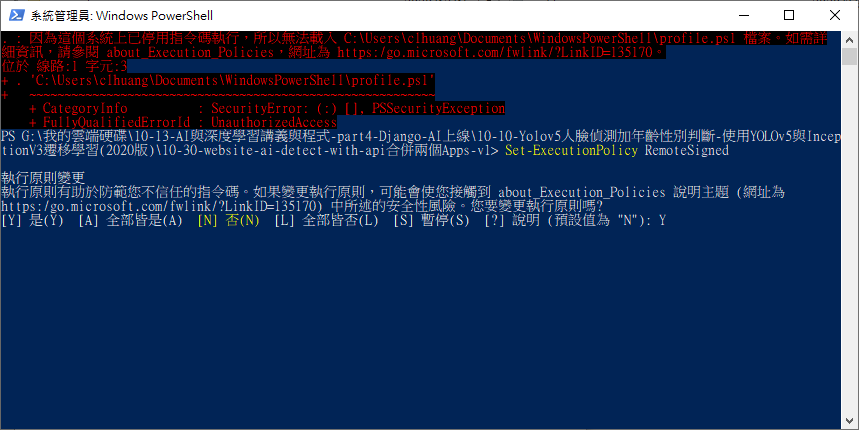 系統管理員: Windows PowerShell
. : 因為這個系統上已停用指令碼執行，所以無法載入 C:\Users\clhuang\Documents\WindowsPowerShell\profile.ps1 檔案。如需詳
細資訊，請參閱 about_Execution_Policies，網址為 https:/go.microsoft.com/fwlink/?LinkID=135170。
位於 線路:1 字元:3
+ . 'C:\Users\clhuang\Documents\WindowsPowerShell\profile.ps1'
+   ~~~~~~~~~~~~~~~~~~~~~~~~~~~~~~~~~~~~~~~~~~~~~~~~~~~~~~~~~~
    + CategoryInfo          : SecurityError: (:) [], PSSecurityException
    + FullyQualifiedErrorId : UnauthorizedAccess
PS G:\我的雲端硬碟\10-13-AI與深度學習講義與程式-part4-Django-AI上線\10-10-Yolov5人臉偵測加年齡性別判斷-使用YOLOv5與Incep
tionV3遷移學習(2020版)\10-30-website-ai-detect-with-api合併兩個Apps-v1> Set-ExecutionPolicy RemoteSigned
執行原則變更
執行原則有助於防範您不信任的指令碼。如果變更執行原則，可能會使您接觸到 about_Execution_Policies 說明主題 (網址為
https:/go.microsoft.com/fwlink/?LinkID=135170) 中所述的安全性風險。您要變更執行原則嗎?
[Y] 是(Y)  [A] 全部皆是(A)  [N] 否(N)  [L] 全部皆否(L)  [S] 暫停(S)  [?] 說明 (預設值為 "N"): Y